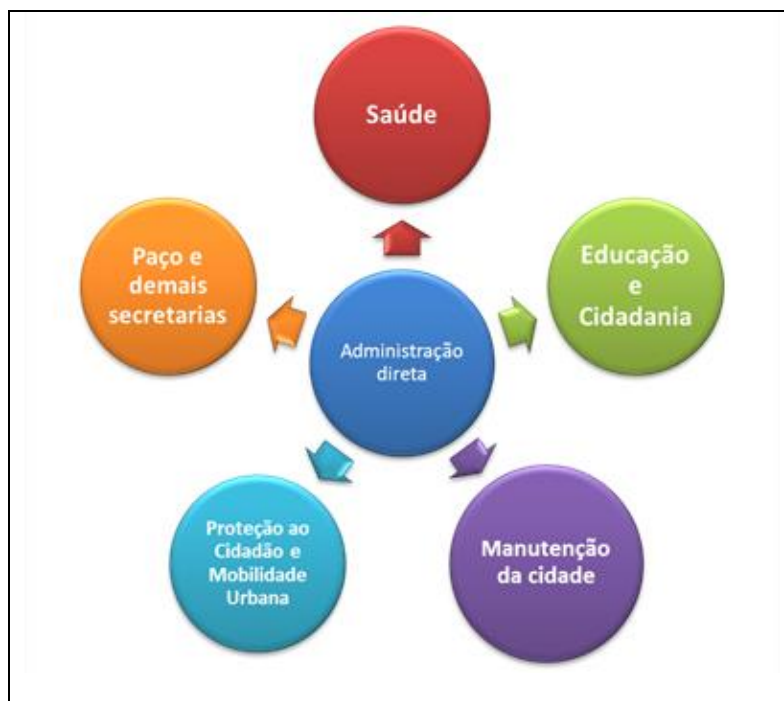 Saúde
Paço e
demais
secretarias
Educação
e
Cidadania
Administração
direta
Proteção ao
Cidadão e
Mobilidade
Urbana
Manutenção
da cidade